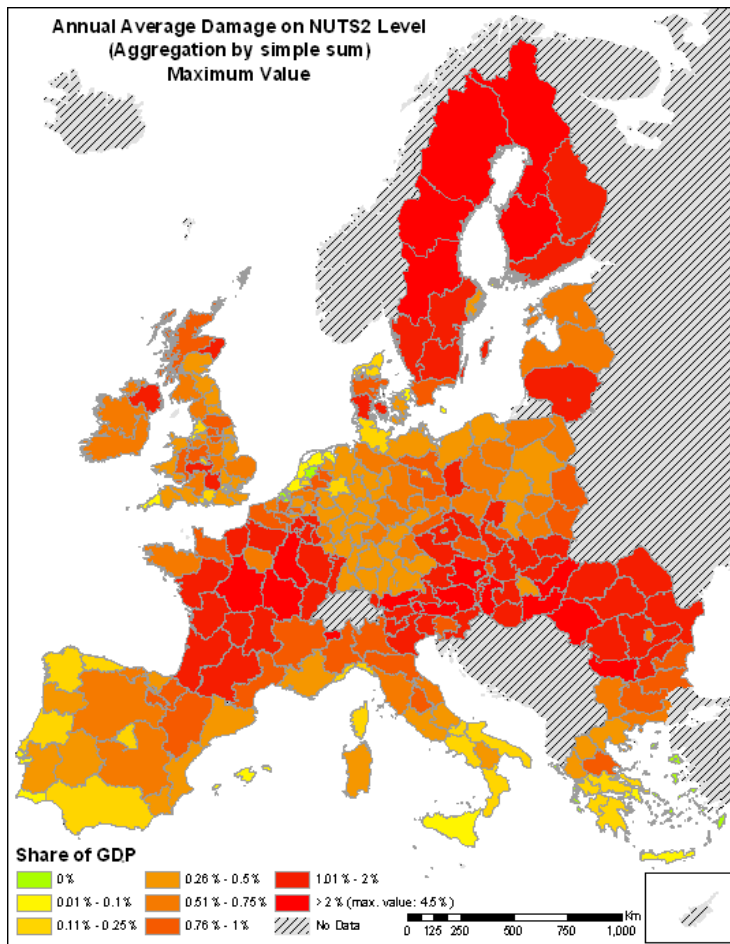 Annual Average Damage on NUTS2 Level
(Aggregation by simple sum)
Maximum Value
Share of GDP
0%
0.01% - 0.1%
0.11% - 0.25%
0.26% - 0.5%
0.51% - 0.75%
0.76% - 1%
1.01% - 2%
> 2% (max. value: 4.5%)
No Data
Km
0 125 250 500 750 1,000